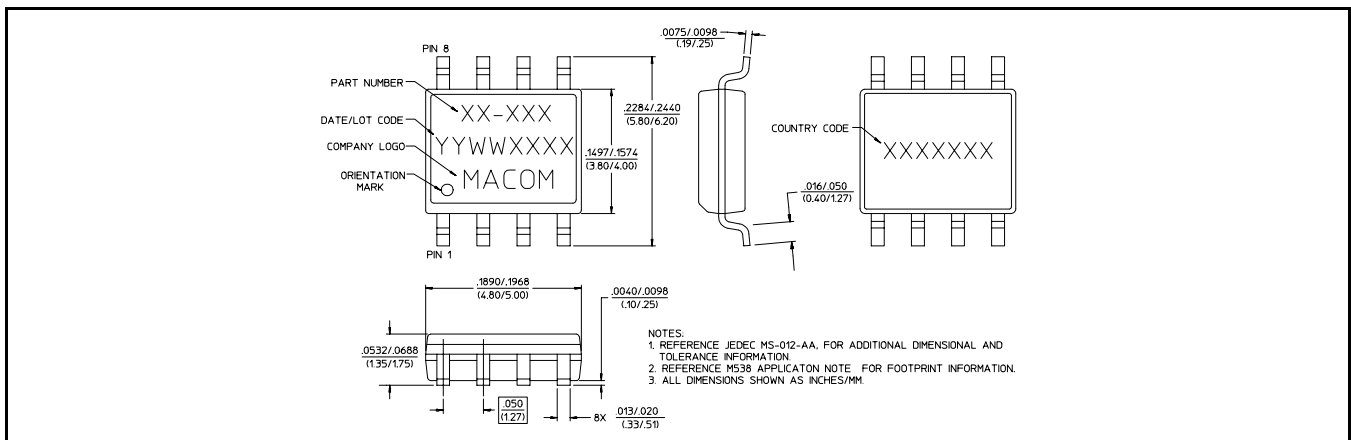 PIN 8
PART NUMBER
XX-XXX
DATE/LOT CODE
YYWWXXXX
COMPANY LOGO
MACOM
ORIENTATION
MARK
PIN 1
.2284/.2440
(5.80/6.20)
.1497/.1574
(3.80/4.00)
.0075/.0098
(.19/.25)
.016/.050
(0.40/1.27)
COUNTRY CODE
XXXXXXX
.1890/.1968
(4.80/5.00)
.0040/.0098
(.10/.25)
.0532/.0688
(1.35/1.75)
.050
(1.27)
8X .013/.020
(.33/.51)
NOTES:
1. REFERENCE JEDEC MS-012-AA, FOR ADDITIONAL DIMENSIONAL AND
TOLERANCE INFORMATION.
2. REFERENCE M538 APPLICATON NOTE FOR FOOTPRINT INFORMATION.
3. ALL DIMENSIONS SHOWN AS INCHES/MM.